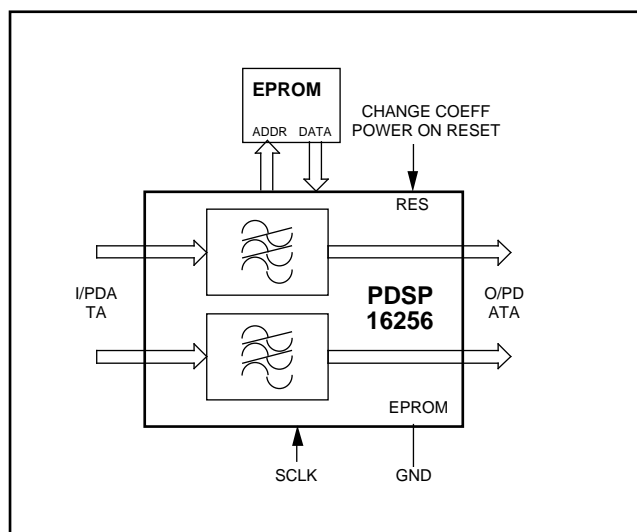 EPROM
ADDR DATA
CHANGE COEFF
POWER ON RESET
RES
I/PDA
TA
PDSP
16256
O/PD
ATA
EPROM
SCLK
GND